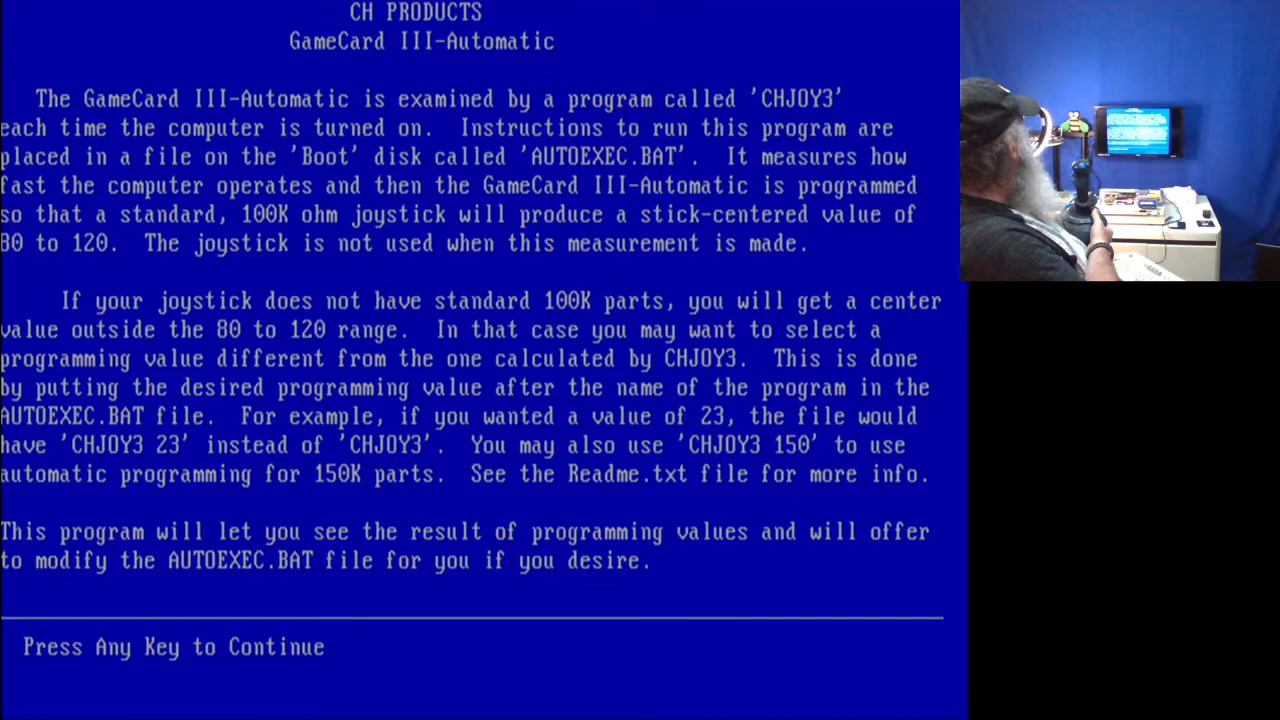 CH PRODUCTS
GameCard III-Automatic
The GameCard III-Automatic is examined by a program called 'CHJOY3'
each time the computer is turned on.  Instructions to run this program are
placed in a file on the 'Boot' disk called 'AUTOEXEC.BAT'.  It measures how
fast the computer operates and then the GameCard III-Automatic is programmed
so that a standard, 100K ohm joystick will produce a stick-centered value of
80 to 120.  The joystick is not used when this measurement is made.
If your joystick does not have standard 100K parts, you will get a center
value outside the 80 to 120 range.  In that case you may want to select a
programming value different from the one calculated by CHJOY3.  This is done
by putting the desired programming value after the name of the program in the
AUTOEXEC.BAT file.  For example, if you wanted a value of 23, the file would
have 'CHJOY3 23' instead of 'CHJOY3'.  You may also use 'CHJOY3 150' to use
automatic programming for 150K parts.  See the Readme.txt file for more info.
This program will let you see the result of programming values and will offer
to modify the AUTOEXEC.BAT file for you if you desire.
Press Any Key to Continue